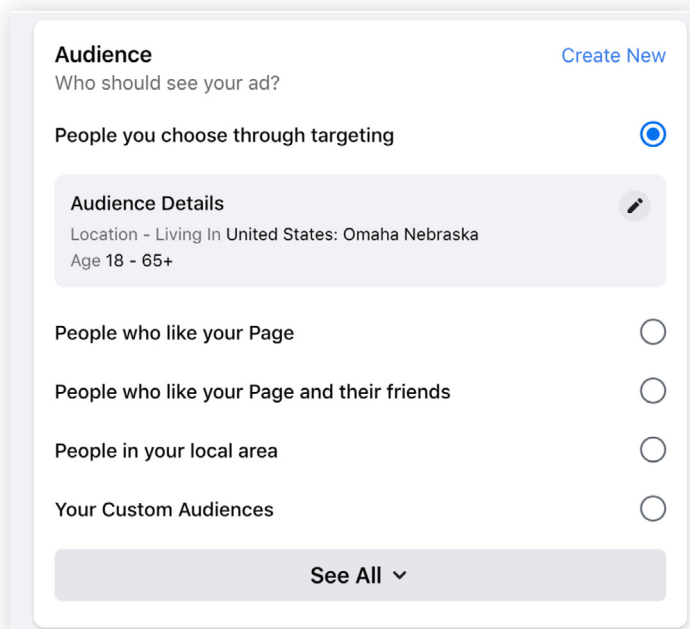 Audience
Create New
Who should see your ad?
People you choose through targeting
Audience Details
Location - Living In United States: Omaha Nebraska
Age 18 - 65+
People who like your Page
People who like your Page and their friends
People in your local area
Your Custom Audiences
See All